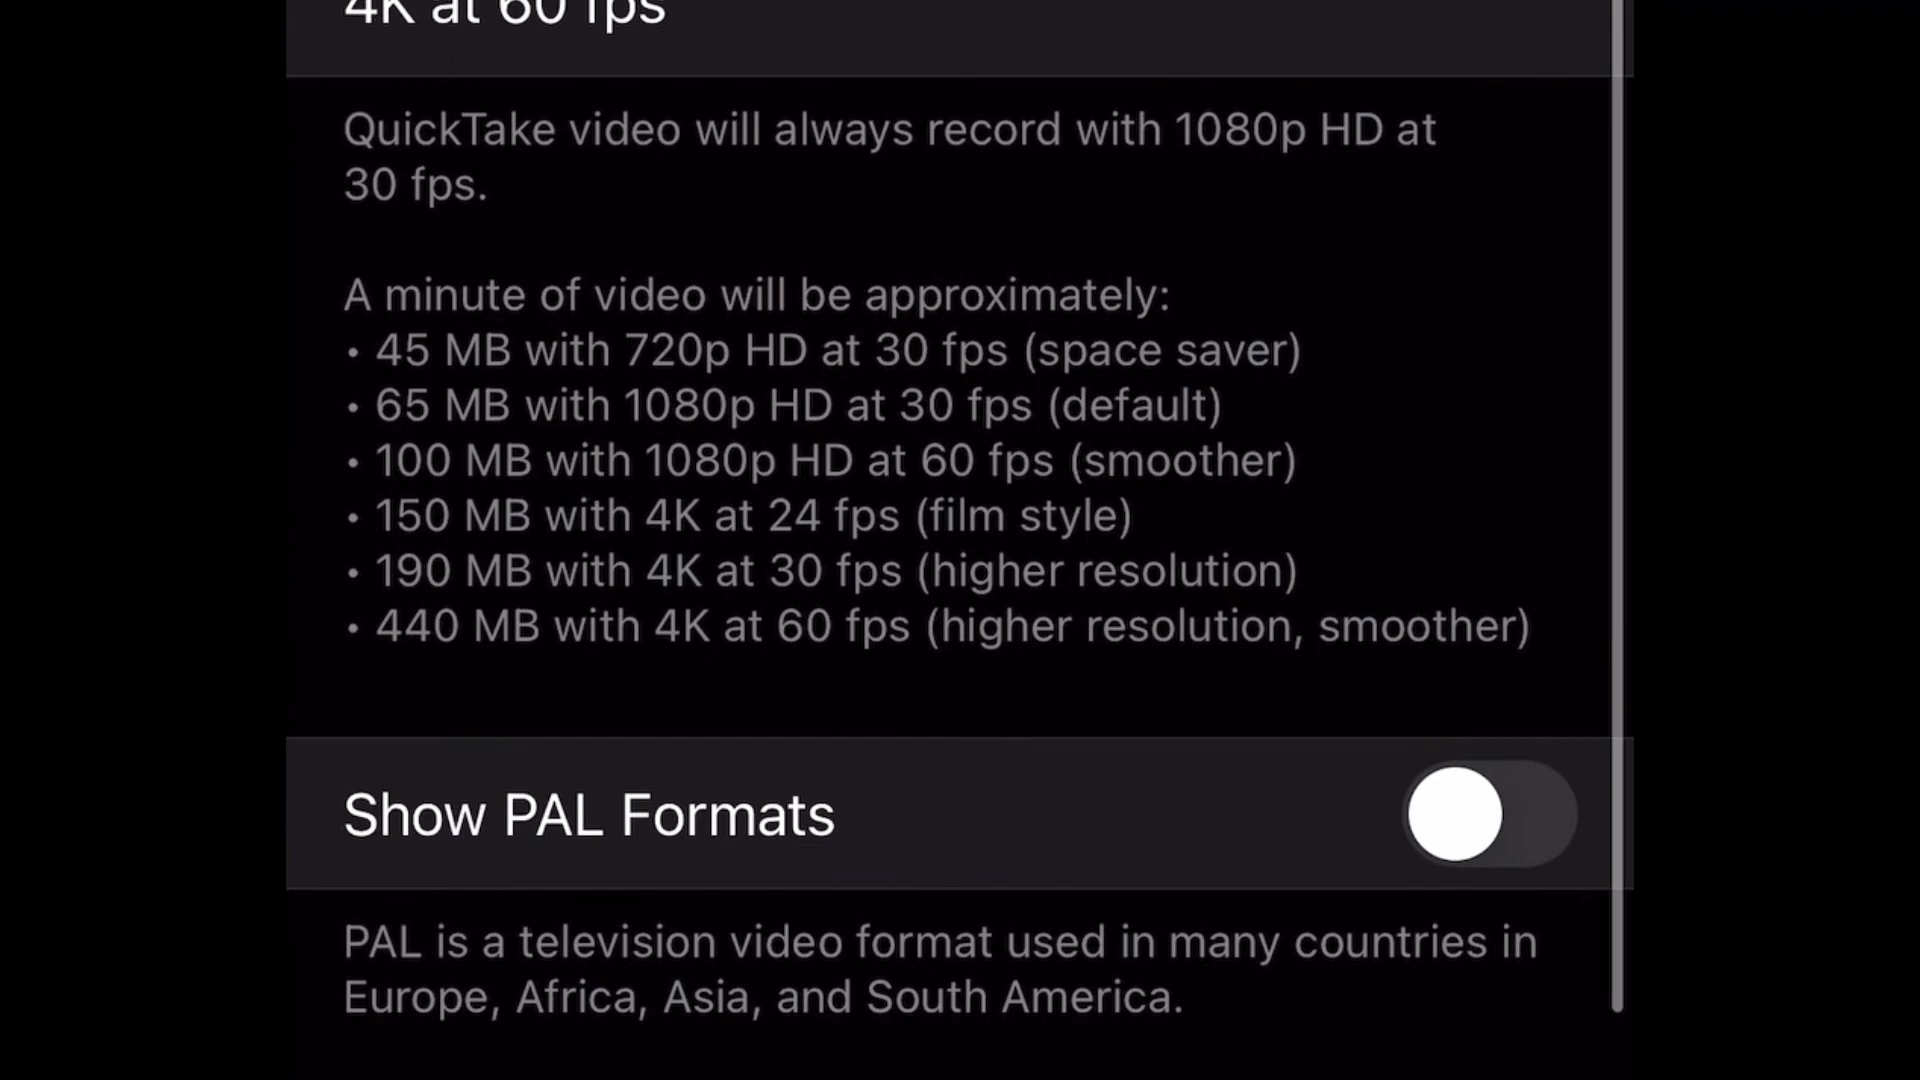 4K at 60 fps
QuickTake video will always record with 1080p HD at
30 fps.
A minute of video will be approximately:
• 45 MB with 720p HD at 30 fps (space saver)
• 65 MB with 1080p HD at 30 fps (default)
• 100 MB with 1080p HD at 60 fps (smoother)
• 150 MB with 4K at 24 fps (film style)
• 190 MB with 4K at 30 fps (higher resolution)
• 440 MB with 4K at 60 fps (higher resolution, smoother)
Show PAL Formats
PAL is a television video format used in many countries in
Europe, Africa, Asia, and South America.